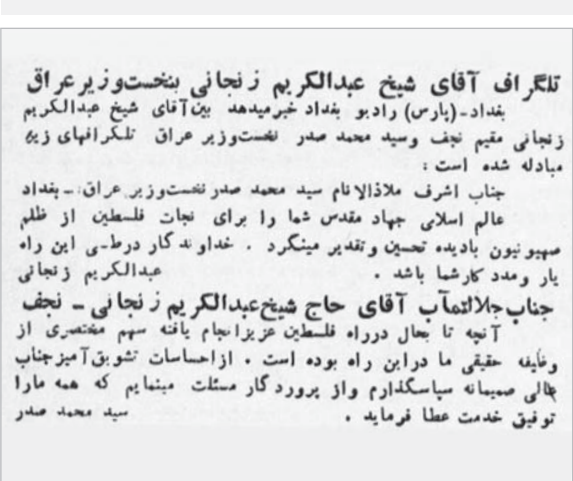 تلگراف آقای شیخ عبدالکریم زنجانی بنخست‌وزیر عراق
بغداد-(پارس) رادیو بغداد خبر میدهد بین آقای شیخ عبدالکریم
زنجانی مقیم نجف وسید محمد صدر نخست‌وزیر عراق تلگرافهای زیر
مبادله شده است :
جناب اشرف ملاذالانام سید محمد صدر نخست‌وزیر عراق - بغداد
عالم اسلامی جهاد مقدس شما را برای نجات فلسطین از ظلم
صهیونیون بادیده تحسین وتقدیر مینگرد . خداوندگار درطی این راه
یار ومددکار شما باشد . عبدالکریم زنجانی
جناب جلالتمآب آقای حاج شیخ عبدالکریم زنجانی - نجف
آنچه تا بحال درراه فلسطین عزیز انجام یافته سهم مختصری از
وظیفه حقیقی ما دراین راه بوده است . از احساسات تشویق آمیز جناب
عالی صمیمانه سپاسگذارم واز پروردگار مسئلت مینمایم که همه مارا
توفیق خدمت عطا فرماید . سید محمد صدر